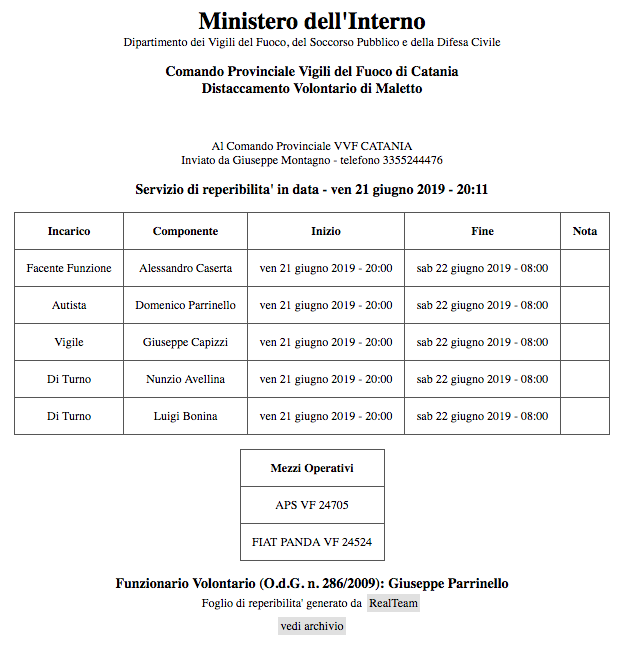 Ministero dell'Interno
Dipartimento dei Vigili del Fuoco, del Soccorso Pubblico e della Difesa Civile
Comando Provinciale Vigili del Fuoco di Catania
Distaccamento Volontario di Maletto
Al Comando Provinciale VVF CATANIA
Inviato da Giuseppe Montagno - telefono 3355244476
Servizio di reperibilita' in data - ven 21 giugno 2019 - 20:11
Incarico Componente Inizio Fine Nota
Facente Funzione Alessandro Caserta ven 21 giugno 2019 - 20:00 sab 22 giugno 2019 - 08:00
Autista Domenico Parrinello ven 21 giugno 2019 - 20:00 sab 22 giugno 2019 - 08:00
Vigile Giuseppe Capizzi ven 21 giugno 2019 - 20:00 sab 22 giugno 2019 - 08:00
Di Turno Nunzio Avellina ven 21 giugno 2019 - 20:00 sab 22 giugno 2019 - 08:00
Di Turno Luigi Bonina ven 21 giugno 2019 - 20:00 sab 22 giugno 2019 - 08:00
Mezzi Operativi
APS VF 24705
FIAT PANDA VF 24524
Funzionario Volontario (O.d.G. n. 286/2009): Giuseppe Parrinello
Foglio di reperibilita' generato da RealTeam
vedi archivio